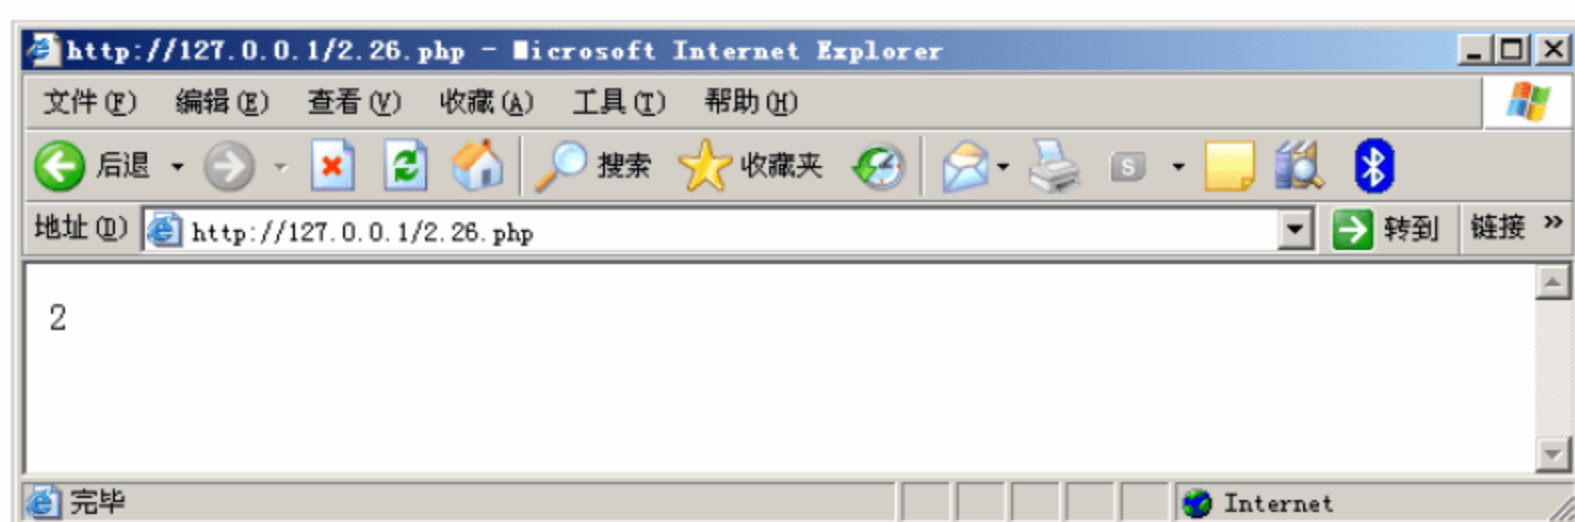 http://127.0.0.1/2.26.php - Microsoft Internet Explorer
文件(F) 编辑(E) 查看(V) 收藏(A) 工具(T) 帮助(H)
后退 搜索 收藏夹 S
地址(D) http://127.0.0.1/2.26.php 转到 链接 »
2
完毕 Internet